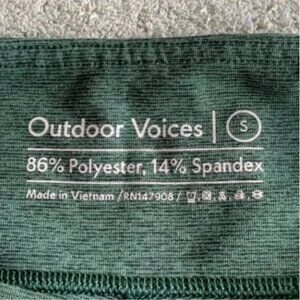 Outdoor Voices | S
86% Polyester, 14% Spandex
Made in Vietnam / RN147908 /